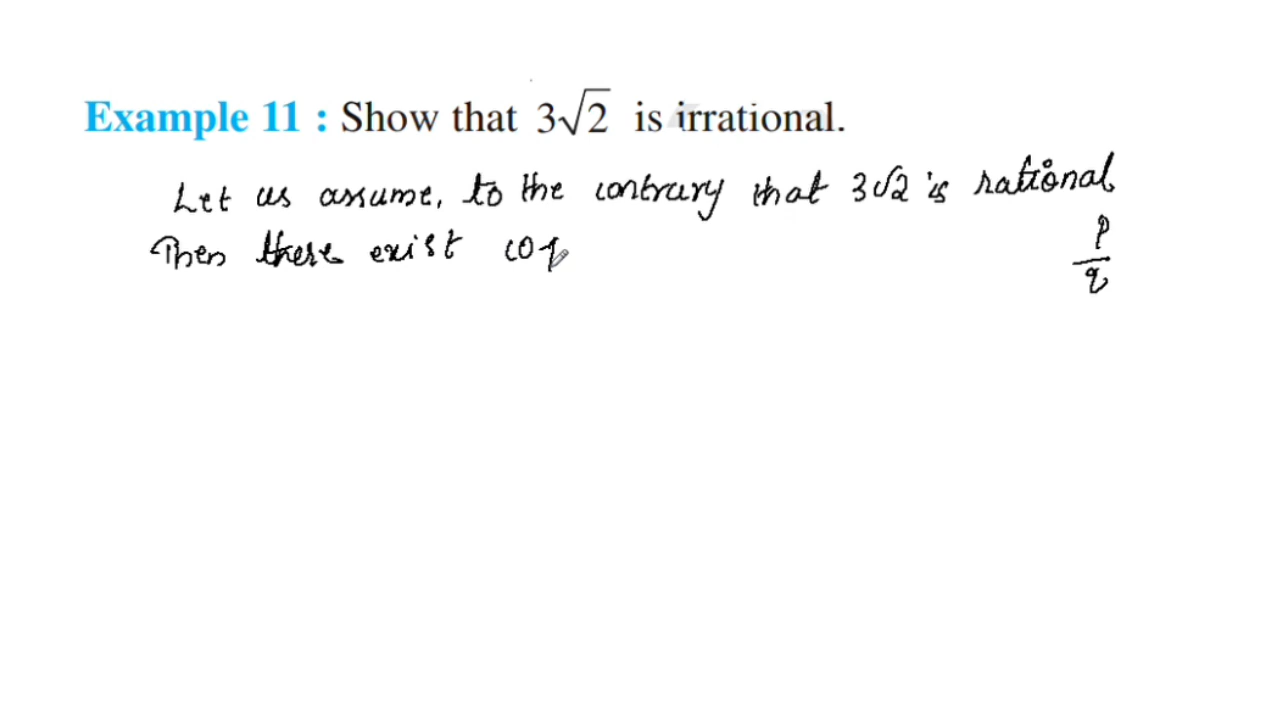 Example 11 : Show that 3√2 is irrational.
Let us assume, to the contrary that 3√2 is rational.
Then there exist cop
p
q